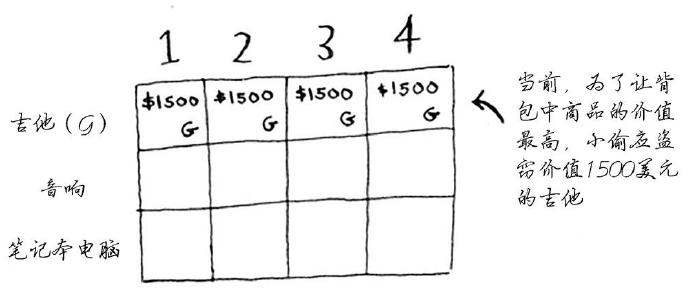 1 2 3 4
吉他(G)
$1500 G
$1500 G
$1500 G
$1500 G
音响
笔记本电脑
当前,为了让背
包中商品的价值
最高,小偷应盗
窃价值1500美元
的吉他